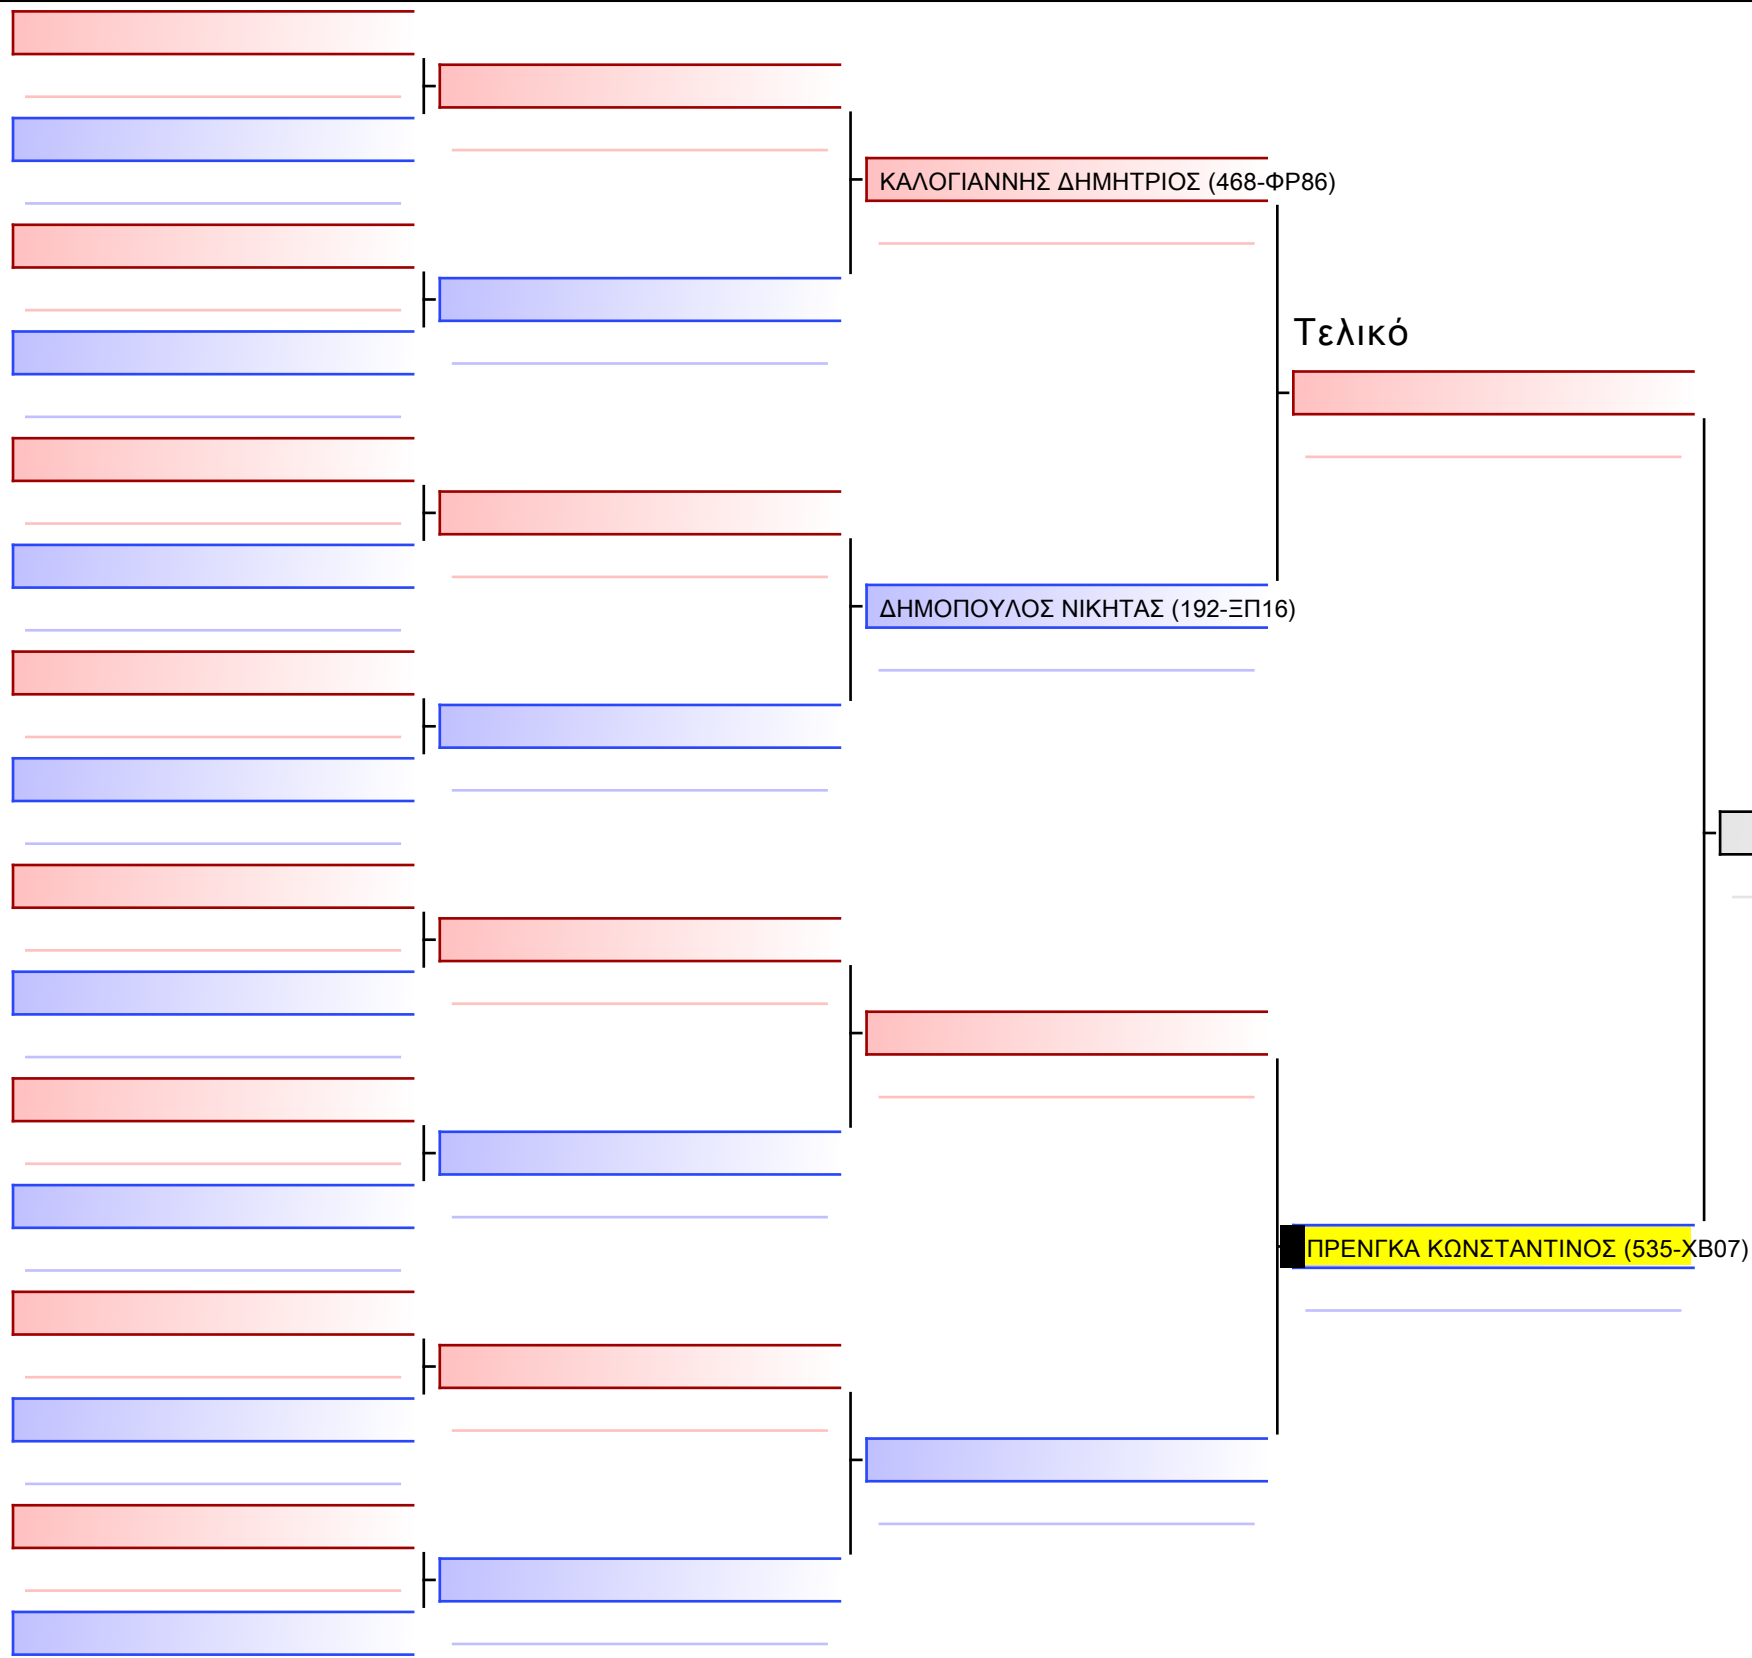 ΚΑΛΟΓΙΑΝΝΗΣ ΔΗΜΗΤΡΙΟΣ (468-ΦΡ86)
Τελικό
ΔΗΜΟΠΟΥΛΟΣ ΝΙΚΗΤΑΣ (192-ΞΠ16)
ΠΡΕΝΓΚΑ ΚΩΝΣΤΑΝΤΙΝΟΣ (535-ΧΒ07)